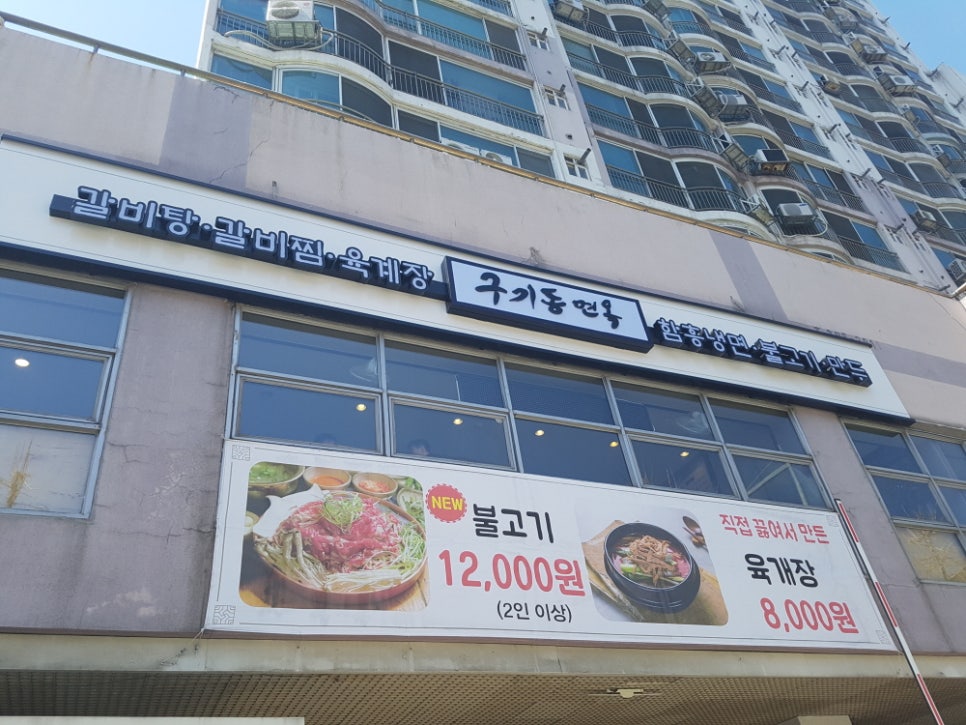 갈비탕·갈비찜·육계장
구기동면옥
함흥냉면·불고기·만두
NEW
불고기
12,000원
(2인 이상)
직접 끓여서 만든
육개장
8,000원